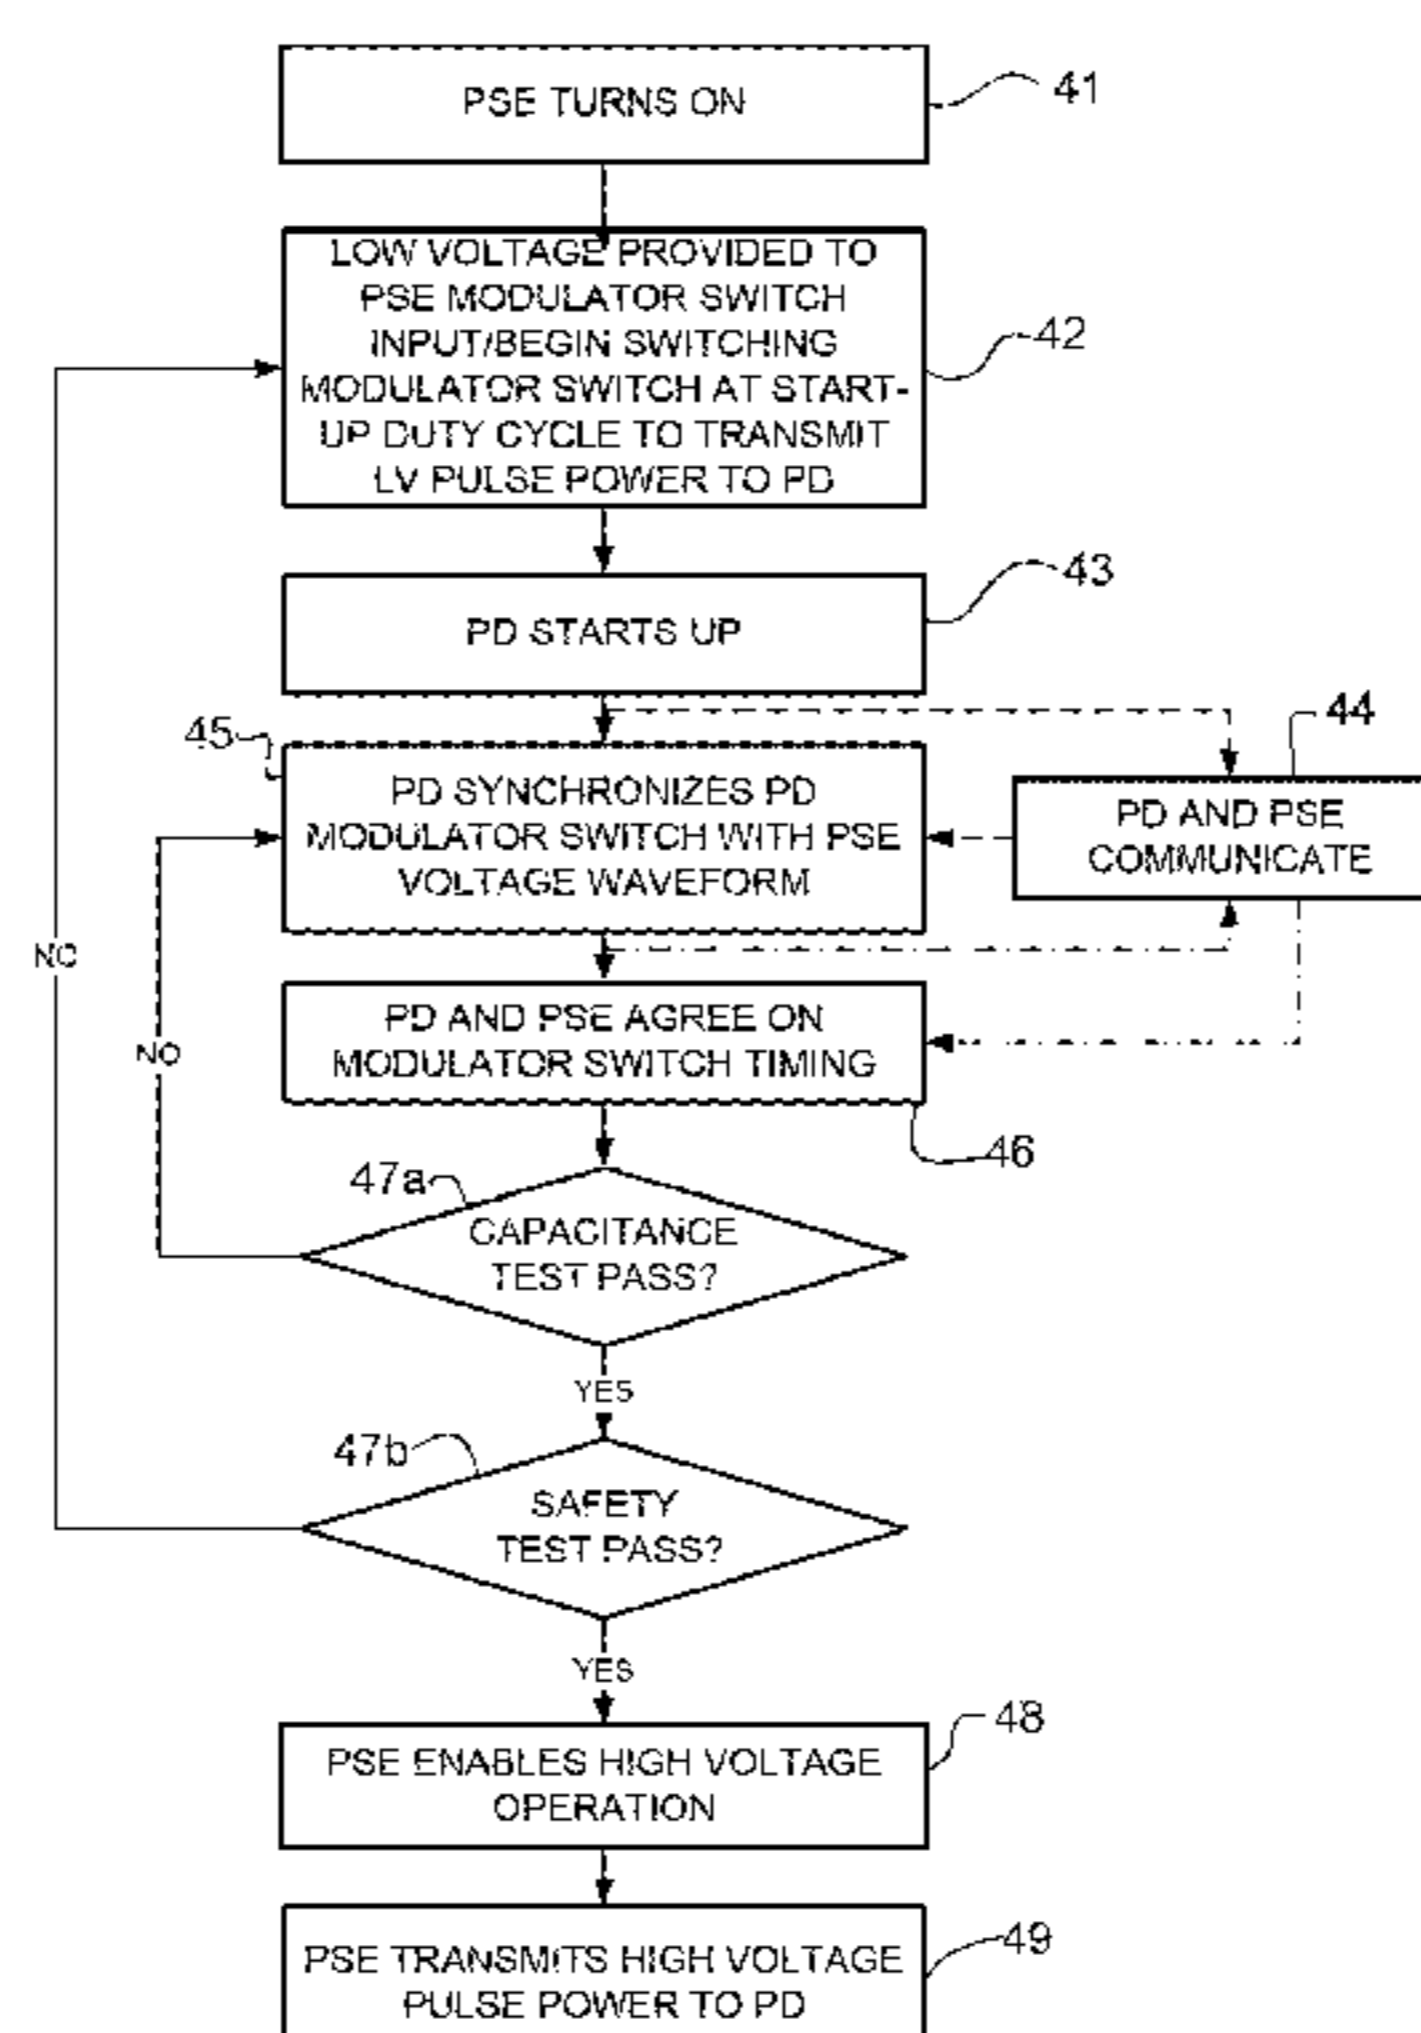 PSE TURNS ON
41
LOW VOLTAGE PROVIDED TO
PSE MODULATOR SWITCH
INPUT/BEGIN SWITCHING
MODULATOR SWITCH AT START-
UP DUTY CYCLE TO TRANSMIT
LV PULSE POWER TO PD
42
PD STARTS UP
43
45
PD SYNCHRONIZES PD
MODULATOR SWITCH WITH PSE
VOLTAGE WAVEFORM
44
PD AND PSE
COMMUNICATE
NO
NO
PD AND PSE AGREE ON
MODULATOR SWITCH TIMING
46
47a
CAPACITANCE
TEST PASS?
YES
47b
SAFETY
TEST PASS?
YES
48
PSE ENABLES HIGH VOLTAGE
OPERATION
49
PSE TRANSMITS HIGH VOLTAGE
PULSE POWER TO PD